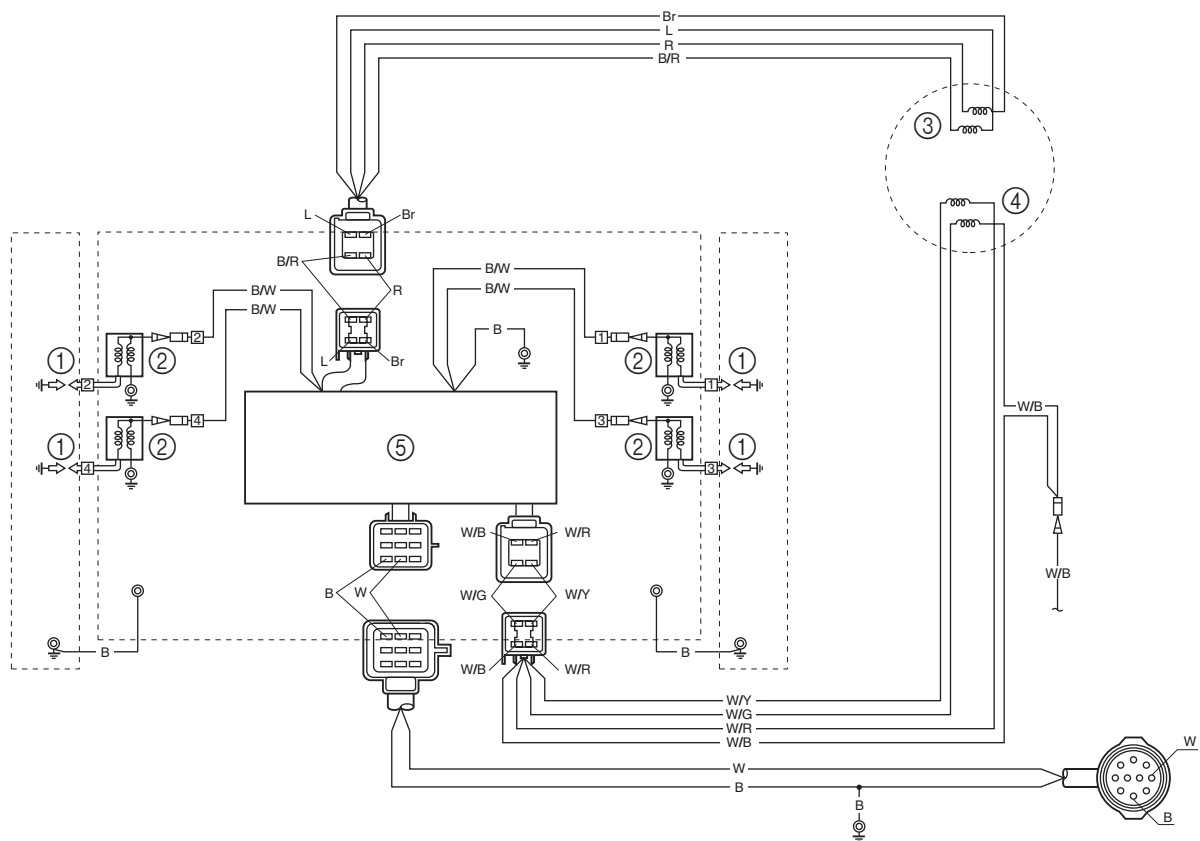 Br
L
R
B/R
③
④
L Br
B/R
R
B/W B/W
B/W B/W
B
2 1
① ② ② ①
2 1
L Br
4 3
① ② ⑤ ② ①
4 3
W/B
W/B W/R
W/B
B W W/G W/Y
B B
W/B W/R
W/Y
W/G
W/R
W/B
W
W
B
B
B